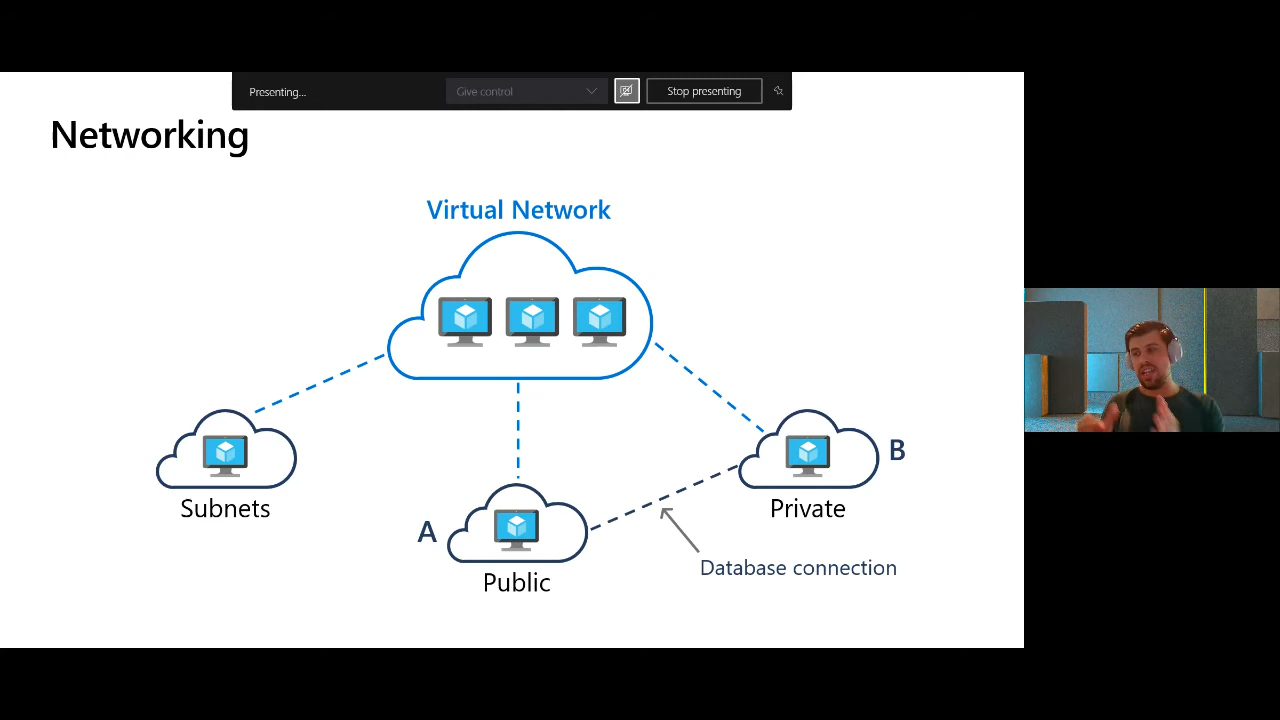 Presenting...
Give control
Stop presenting
Networking
Virtual Network
Subnets
A
Public
B
Private
Database connection